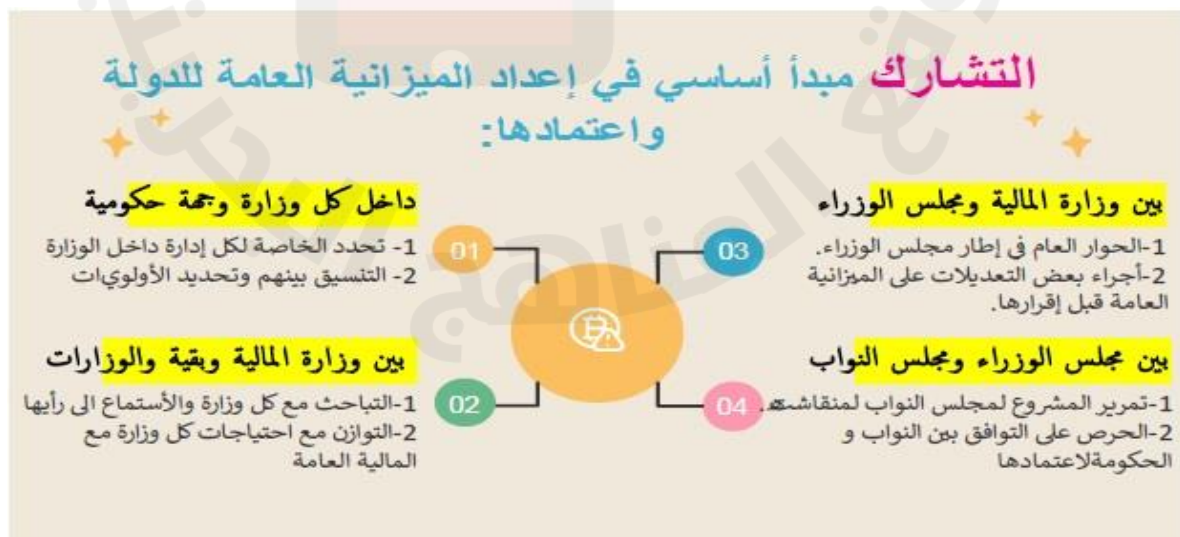 التشارك مبدأ أساسي في إعداد الميزانية العامة للدولة
واعتمادها:
داخل كل وزارة وجهة حكومية
1- تحدد الخاصة لكل إدارة داخل الوزارة
2- التنسيق بينهم وتحديد الأولويات
01
بين وزارة المالية وبقية والوزارات
1-التباحث مع كل وزارة والأستماع الى رأيها
2-التوازن مع احتياجات كل وزارة مع
المالية العامة
02
بين وزارة المالية ومجلس الوزراء
1-الحوار العام في إطار مجلس الوزراء.
2-أجراء بعض التعديلات على الميزانية
العامة قبل إقرارها.
03
بين مجلس الوزراء ومجلس النواب
1-تمرير المشروع لمجلس النواب لمنقاشته.
2-الحرص على التوافق بين النواب و
الحكومةلاعتمادها
04